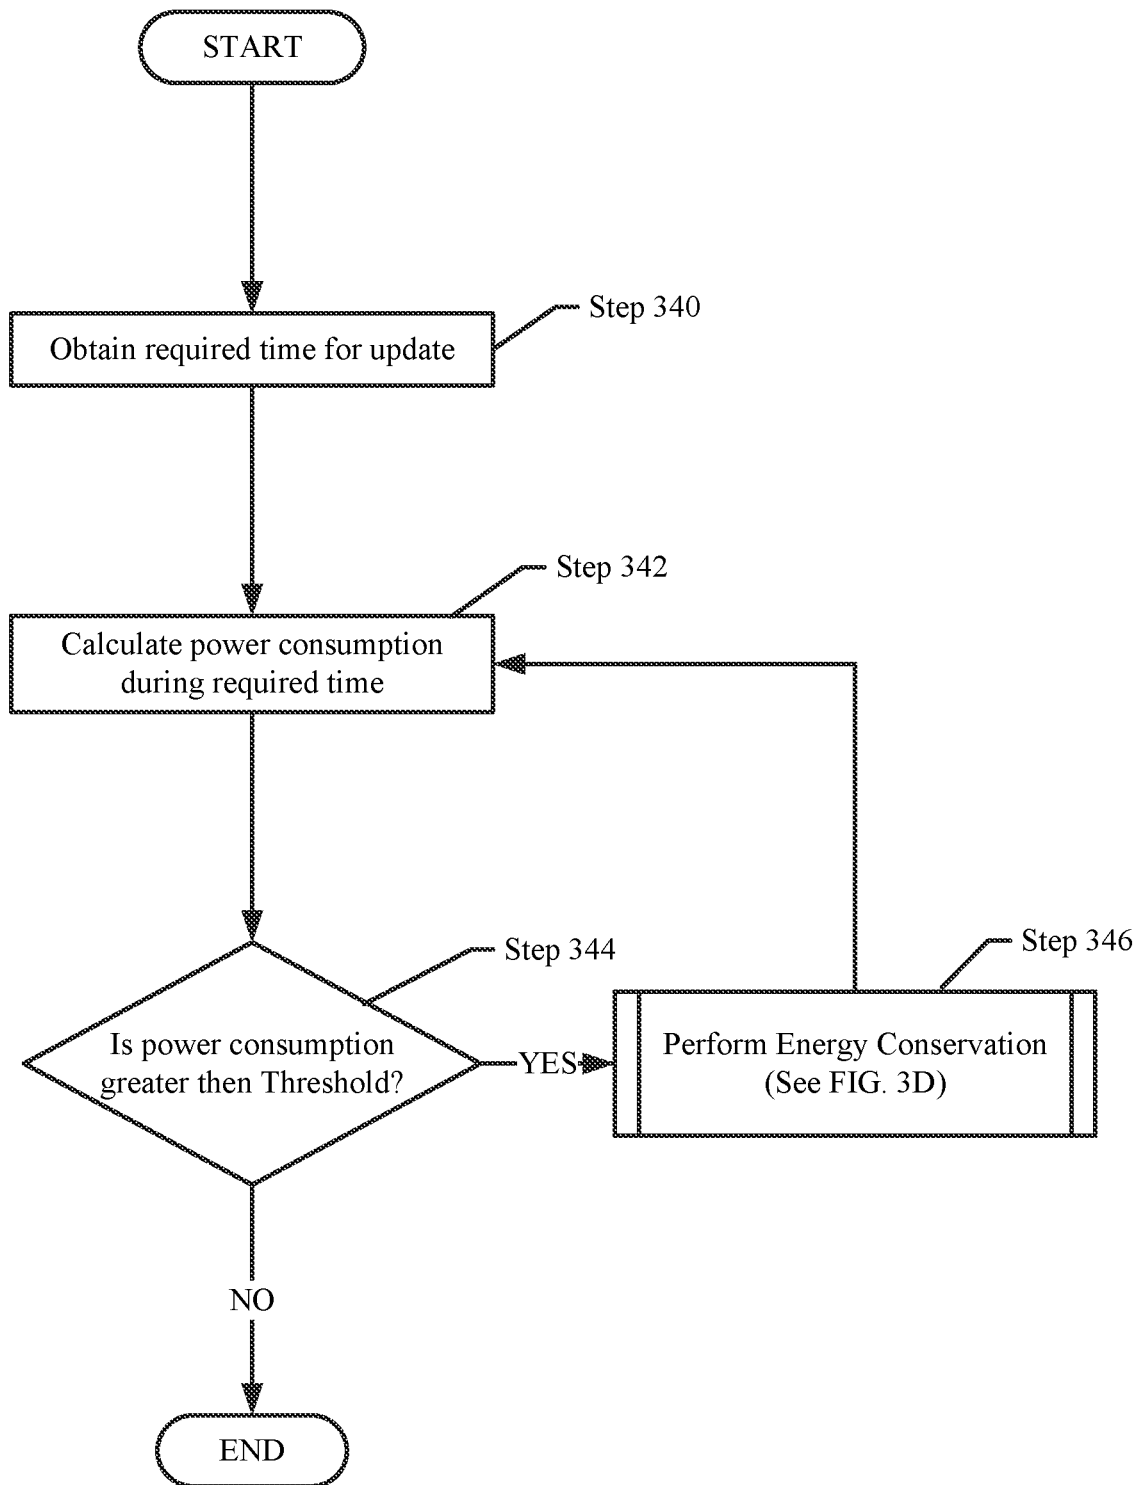 START
Step 340
Obtain required time for update
Step 342
Calculate power consumption
during required time
Step 344
Step 346
Is power consumption
greater then Threshold?
YES
Perform Energy Conservation
(See FIG. 3D)
NO
END